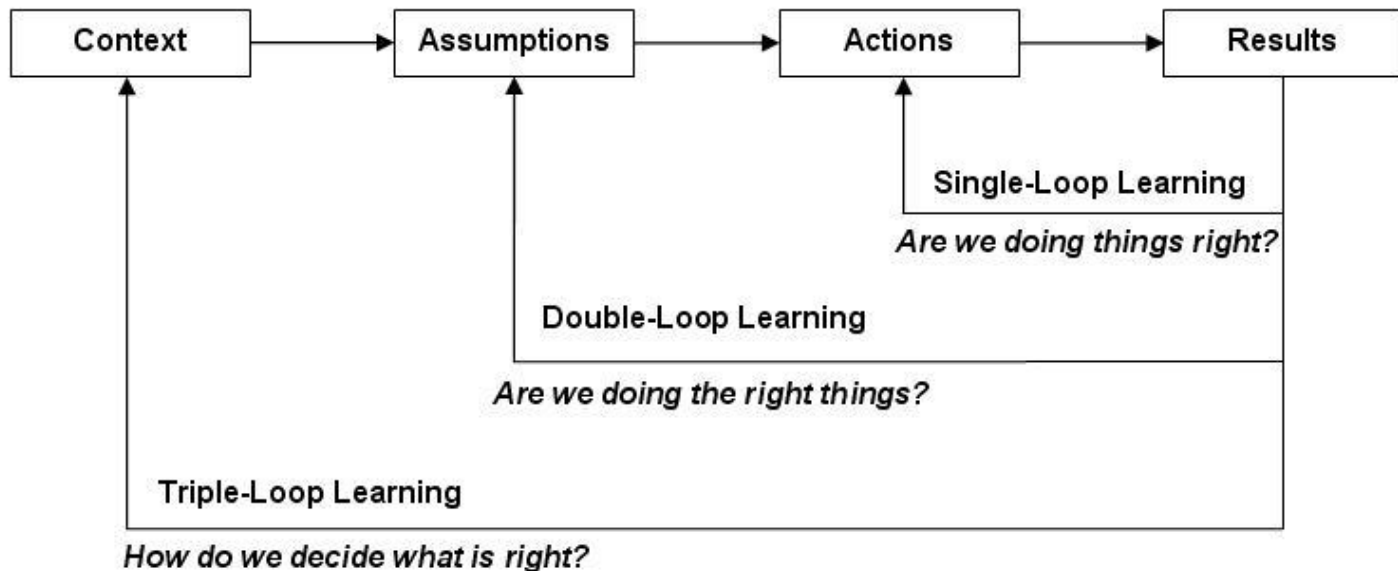 Context
Assumptions
Actions
Results
Single-Loop Learning
Are we doing things right?
Double-Loop Learning
Are we doing the right things?
Triple-Loop Learning
How do we decide what is right?